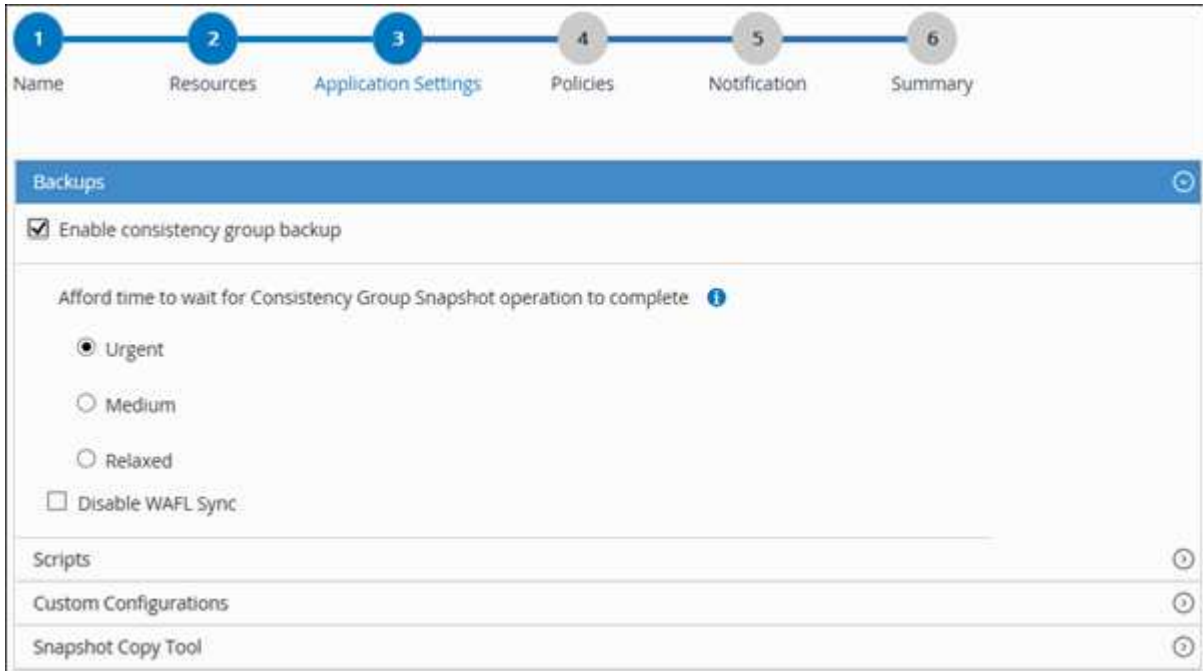 1 2 3 4 5 6
Name Resources Application Settings Policies Notification Summary
Backups
Enable consistency group backup
Afford time to wait for Consistency Group Snapshot operation to complete i
Urgent
Medium
Relaxed
Disable WAFL Sync
Scripts
Custom Configurations
Snapshot Copy Tool